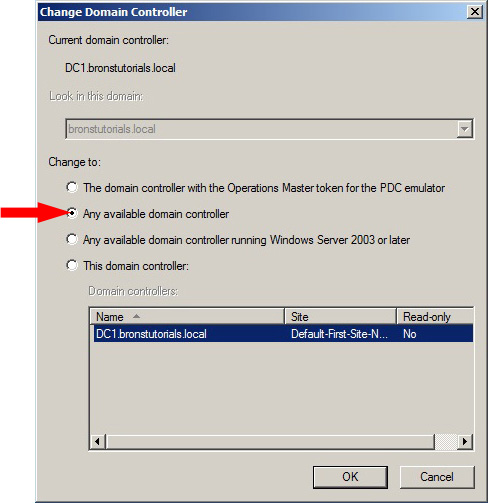 Change Domain Controller
Current domain controller:
DC1.bronstutorials.local
Look in this domain:
bronstutorials.local
Change to:
The domain controller with the Operations Master token for the PDC emulator
Any available domain controller
Any available domain controller running Windows Server 2003 or later
This domain controller:
Domain controllers:
Name Site Read-only
DC1.bronstutorials.local Default-First-Site-N... No
OK Cancel